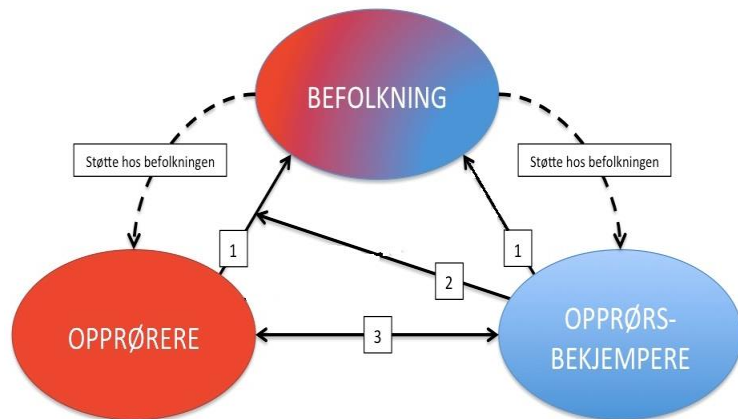 BEFOLKNING
Støtte hos befolkningen
Støtte hos befolkningen
1
1
2
3
OPPRØRERE
OPPRØRS-
BEKJEMPERE